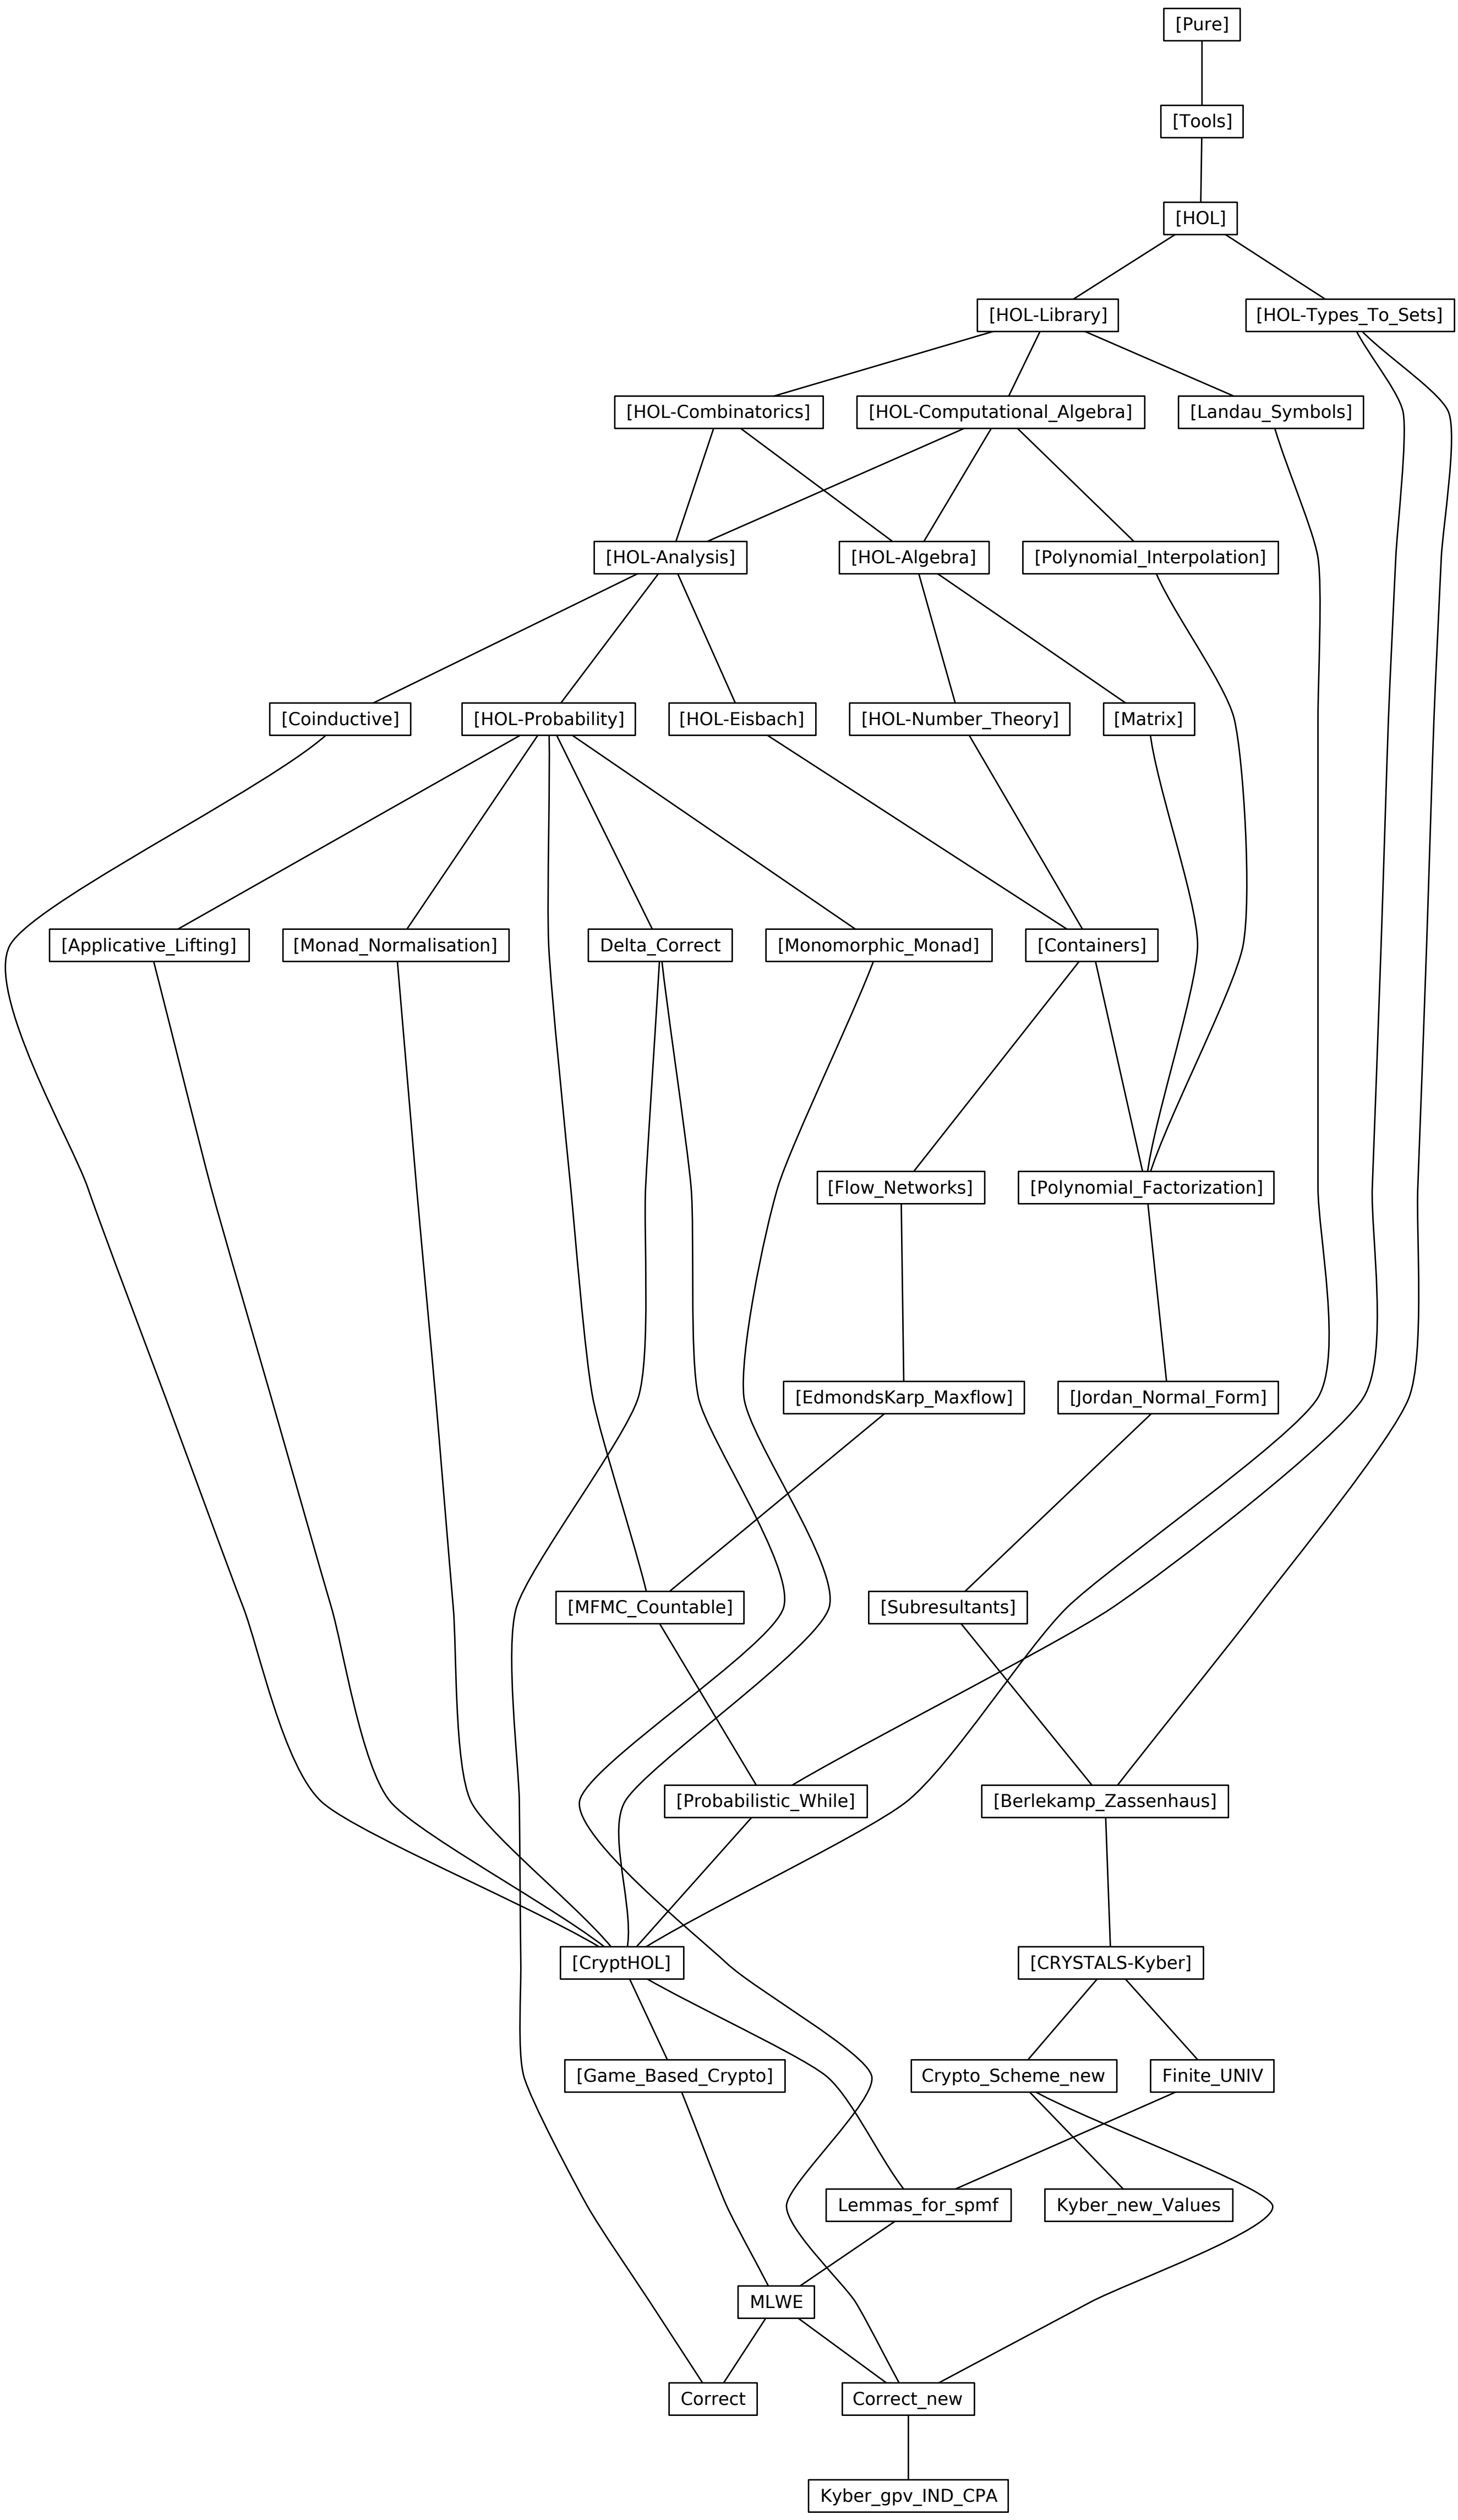 [Pure]
[Tools]
[HOL]
[HOL-Library]
[HOL-Types_To_Sets]
[HOL-Combinatorics]
[HOL-Computational_Algebra]
[Landau_Symbols]
[HOL-Analysis]
[HOL-Algebra]
[Polynomial_Interpolation]
[Coinductive]
[HOL-Probability]
[HOL-Eisbach]
[HOL-Number_Theory]
[Matrix]
[Applicative_Lifting]
[Monad_Normalisation]
Delta_Correct
[Monomorphic_Monad]
[Containers]
[Flow_Networks]
[Polynomial_Factorization]
[EdmondsKarp_Maxflow]
[Jordan_Normal_Form]
[MFMC_Countable]
[Subresultants]
[Probabilistic_While]
[Berlekamp_Zassenhaus]
[CryptHOL]
[CRYSTALS-Kyber]
[Game_Based_Crypto]
Crypto_Scheme_new
Finite_UNIV
Lemmas_for_spmf
Kyber_new_Values
MLWE
Correct
Correct_new
Kyber_gpv_IND_CPA